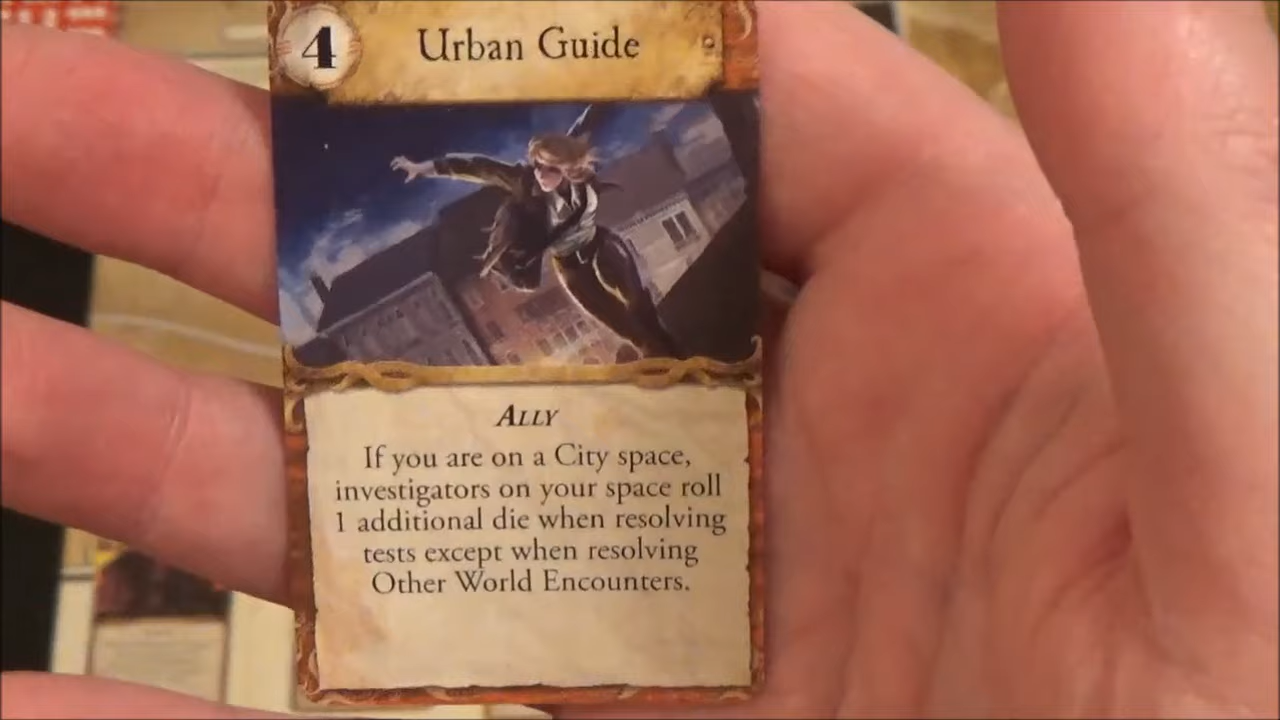 4
Urban Guide
ALLY
If you are on a City space,
investigators on your space roll
1 additional die when resolving
tests except when resolving
Other World Encounters.